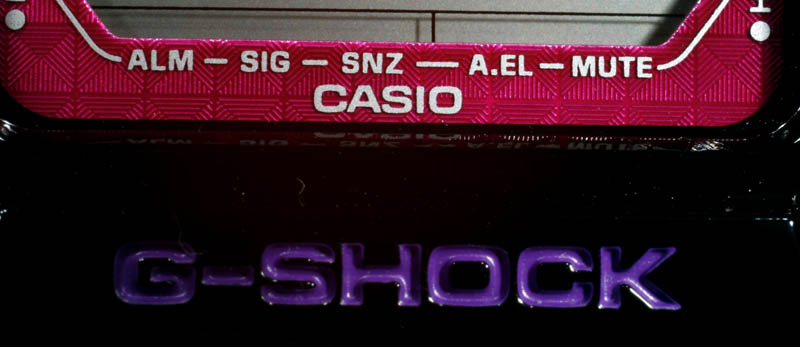 ALM — SIG — SNZ — A.EL — MUTE
CASIO
G-SHOCK